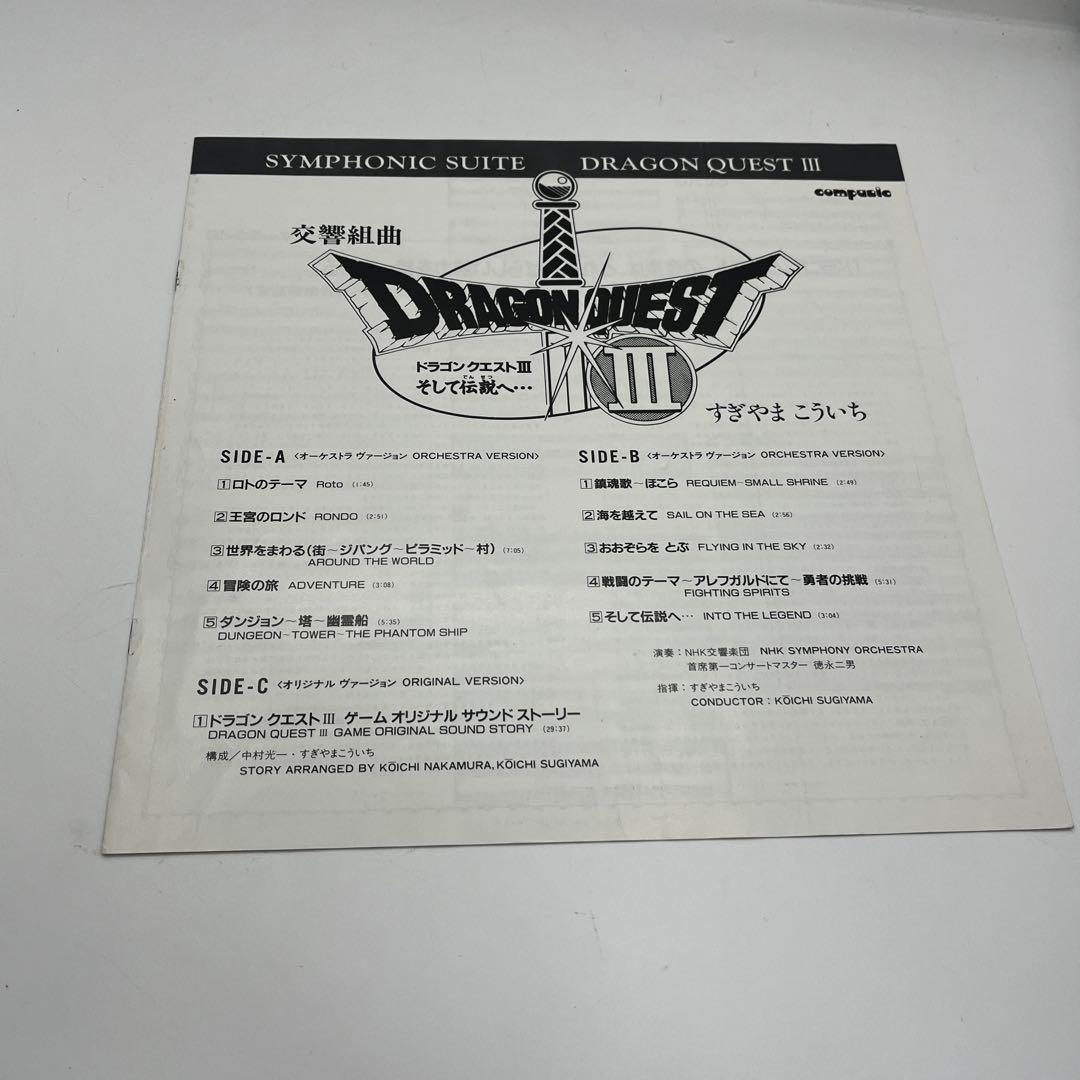 SYMPHONIC SUITE DRAGON QUEST III
compusic
交響組曲
DRAGON QUEST
III
ドラゴン クエストIII
でん せつ
そして伝説へ…
すぎやま こういち
SIDE-A 〈オーケストラ ヴァージョン ORCHESTRA VERSION〉
1 ロトのテーマ Roto (1:45)
2 王宮のロンド RONDO (2:51)
3 世界をまわる(街～ジパング～ピラミッド～村) (7:05)
AROUND THE WORLD
4 冒険の旅 ADVENTURE (3:08)
5 ダンジョン～塔～幽霊船 (5:35)
DUNGEON~TOWER~THE PHANTOM SHIP
SIDE-B 〈オーケストラ ヴァージョン ORCHESTRA VERSION〉
1 鎮魂歌～ほこら REQUIEM~SMALL SHRINE (2:49)
2 海を越えて SAIL ON THE SEA (2:56)
3 おおぞらを とぶ FLYING IN THE SKY (2:32)
4 戦闘のテーマ～アレフガルドにて～勇者の挑戦 (5:31)
FIGHTING SPIRITS
5 そして伝説へ… INTO THE LEGEND (3:04)
演奏：NHK交響楽団 NHK SYMPHONY ORCHESTRA
首席第一コンサートマスター 徳永二男
指揮：すぎやまこういち
CONDUCTOR：KŌICHI SUGIYAMA
SIDE-C 〈オリジナル ヴァージョン ORIGINAL VERSION〉
1 ドラゴン クエストIII ゲーム オリジナル サウンド ストーリー
DRAGON QUEST III GAME ORIGINAL SOUND STORY (29:37)
構成／中村光一・すぎやまこういち
STORY ARRANGED BY KŌICHI NAKAMURA, KŌICHI SUGIYAMA